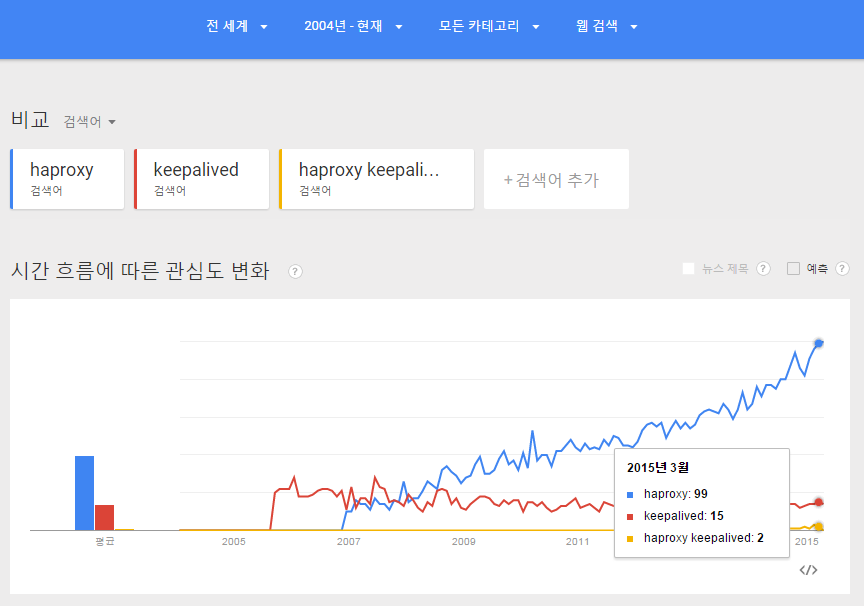 전 세계 2004년 - 현재 모든 카테고리 웹 검색
비교 검색어
haproxy keepalived haproxy keepali... +검색어 추가
검색어 검색어 검색어
시간 흐름에 따른 관심도 변화 ? 뉴스 제목 ? 예측 ?
2015년 3월
haproxy: 99
keepalived: 15
haproxy keepalived: 2
평균 2005 2007 2009 2011 2015
</>